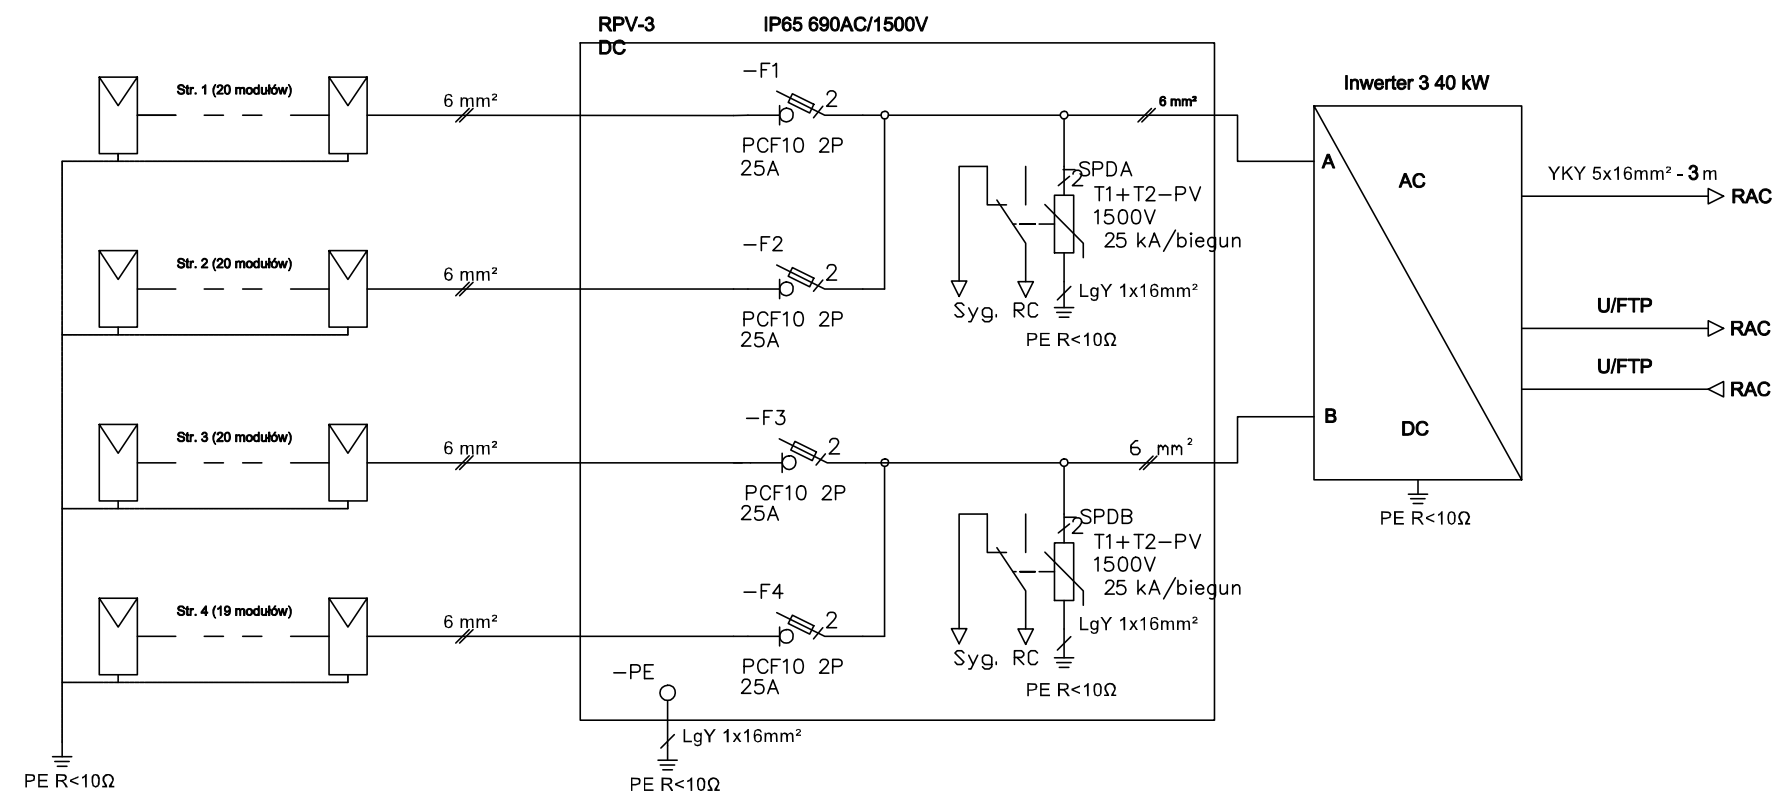 RPV-3 IP65 690AC/1500V
DC
Inwerter 3 40 kW
Str. 1 (20 modułów)
6 mm²
-F1
2
PCF10 2P
25A
6 mm²
SPDA
2
T1+T2-PV
1500V
25 kA/biegun
LgY 1x16mm²
Syg. RC
PE R<10Ω
Str. 2 (20 modułów)
6 mm²
-F2
2
PCF10 2P
25A
A
AC
YKY 5x16mm² - 3 m
RAC
U/FTP
RAC
U/FTP
RAC
B
DC
PE R<10Ω
Str. 3 (20 modułów)
6 mm²
-F3
2
PCF10 2P
25A
6 mm²
SPDB
2
T1+T2-PV
1500V
25 kA/biegun
LgY 1x16mm²
Syg. RC
PE R<10Ω
Str. 4 (19 modułów)
6 mm²
-F4
2
PCF10 2P
25A
-PE
LgY 1x16mm²
PE R<10Ω
PE R<10Ω